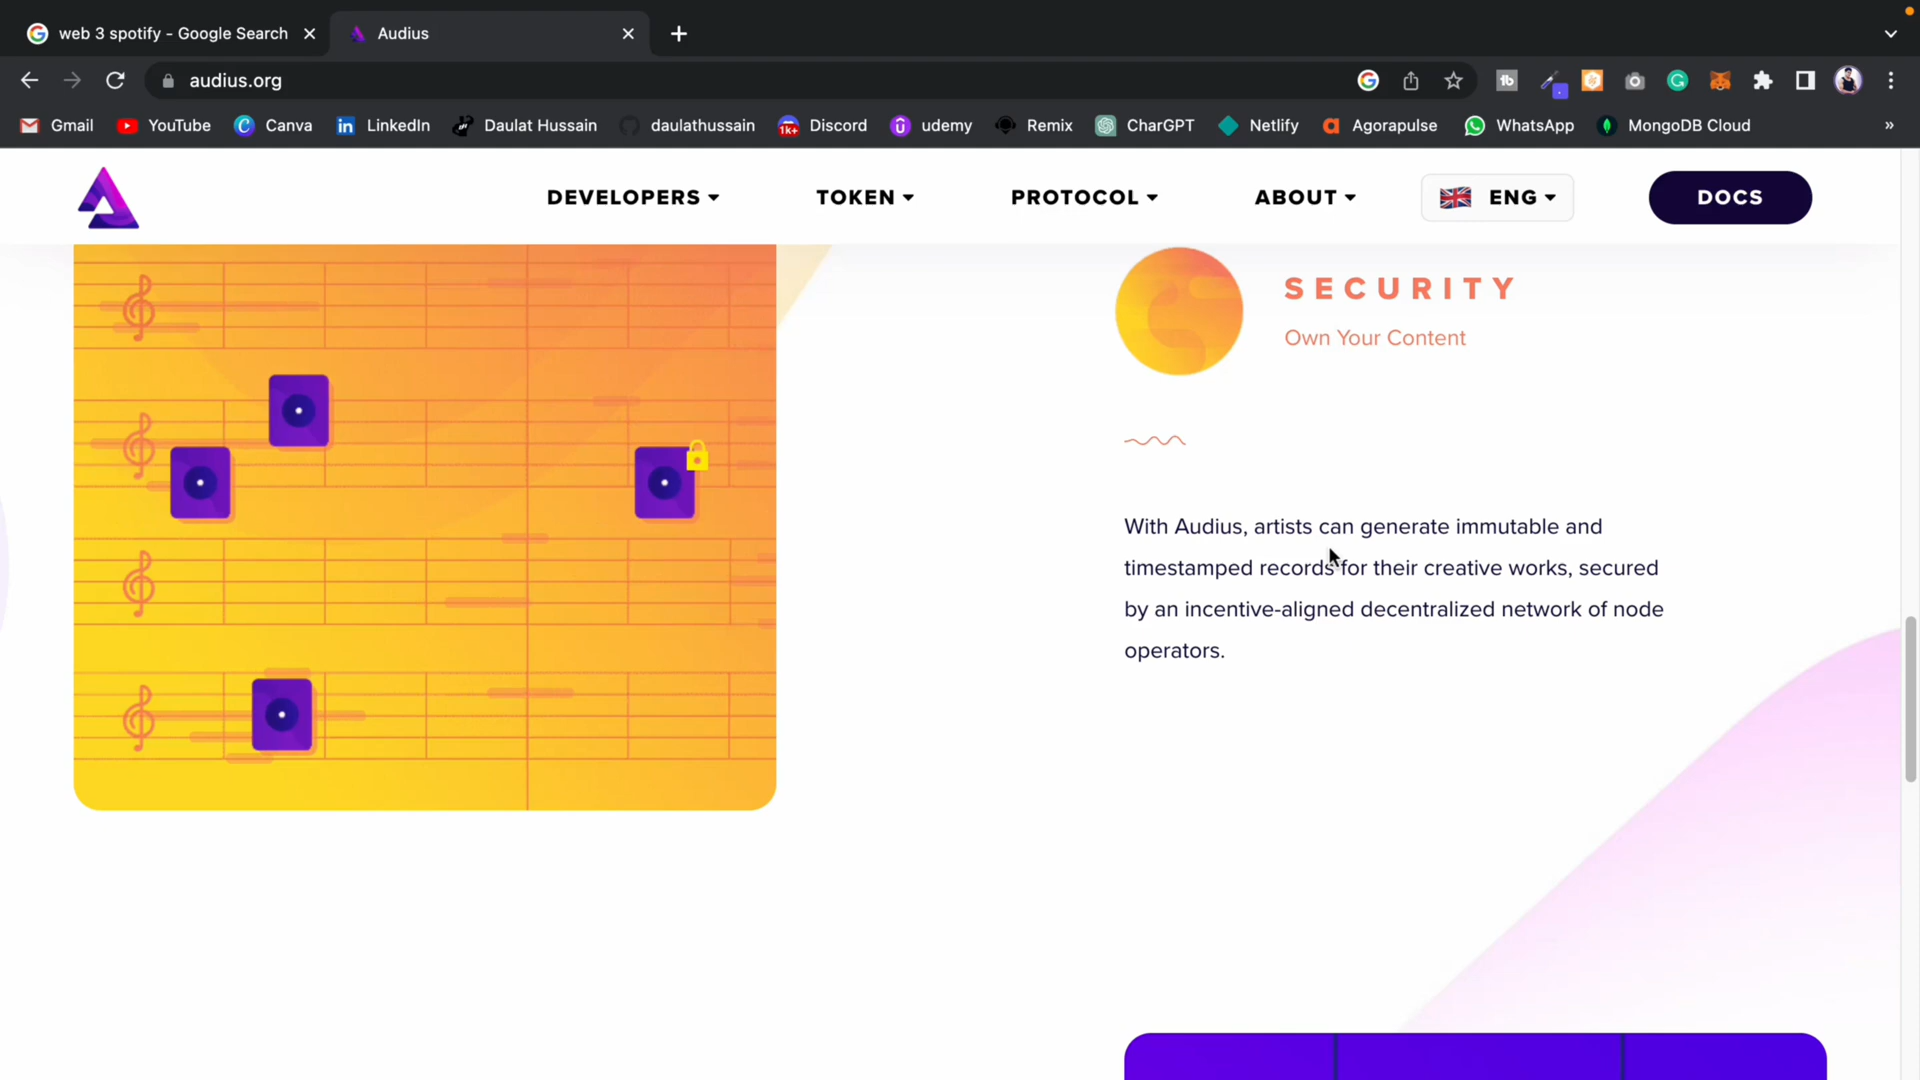 web 3 spotify - Google Search
Audius
audius.org
Gmail
YouTube
Canva
LinkedIn
Daulat Hussain
daulathussain
Discord
udemy
Remix
CharGPT
Netlify
Agorapulse
WhatsApp
MongoDB Cloud
DEVELOPERS
TOKEN
PROTOCOL
ABOUT
ENG
DOCS
SECURITY
Own Your Content
With Audius, artists can generate immutable and
timestamped records for their creative works, secured
by an incentive-aligned decentralized network of node
operators.